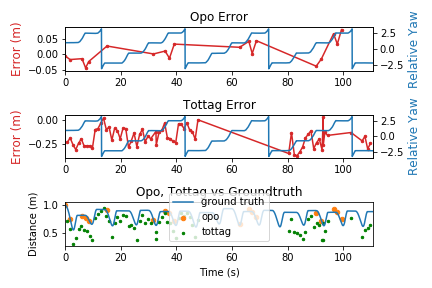 Opo Error
Error (m)
0.05
0.00
−0.05
2.5
0.0
−2.5
Relative Yaw
0 20 40 60 80 100
Tottag Error
Error (m)
0.00
−0.25
2.5
0.0
−2.5
Relative Yaw
0 20 40 60 80 100
Opo, Tottag vs Groundtruth
Distance (m)
1.0
0.5
ground truth
opo
tottag
0 20 40 60 80 100
Time (s)